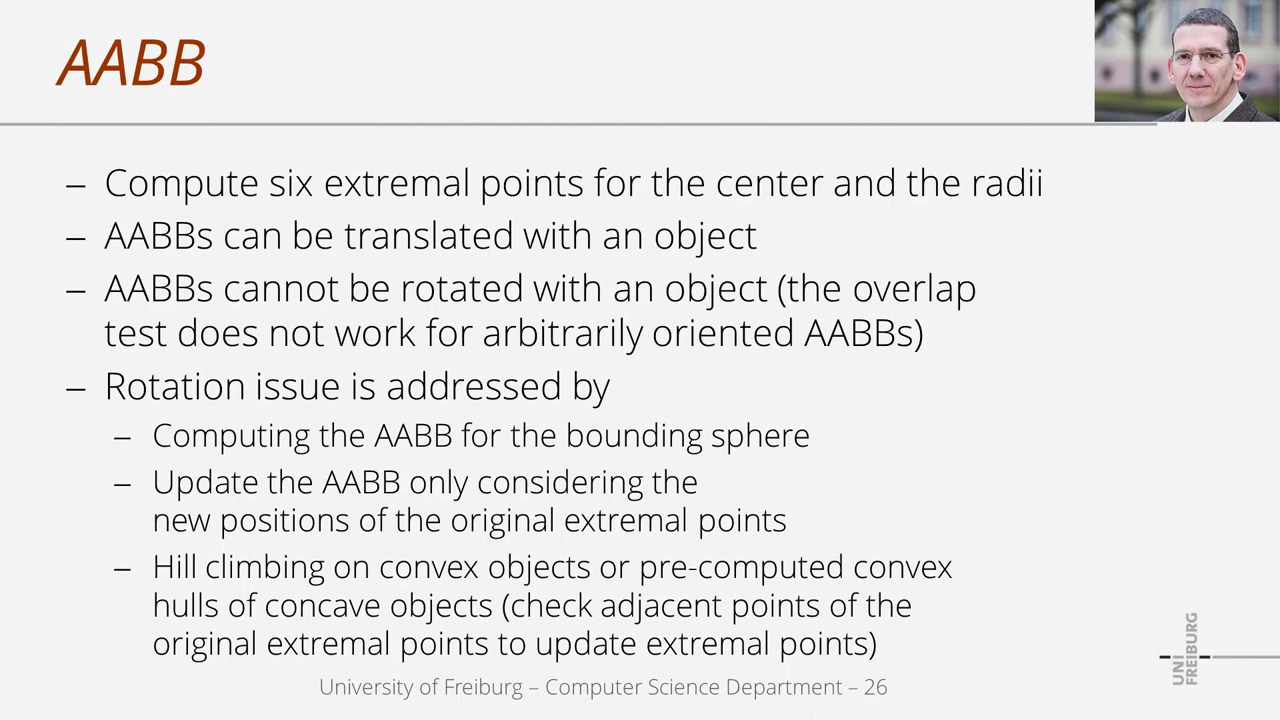 AABB
– Compute six extremal points for the center and the radii
– AABBs can be translated with an object
– AABBs cannot be rotated with an object (the overlap
test does not work for arbitrarily oriented AABBs)
– Rotation issue is addressed by
– Computing the AABB for the bounding sphere
– Update the AABB only considering the
new positions of the original extremal points
– Hill climbing on convex objects or pre-computed convex
hulls of concave objects (check adjacent points of the
original extremal points to update extremal points)
University of Freiburg – Computer Science Department – 26
UNI
FREIBURG